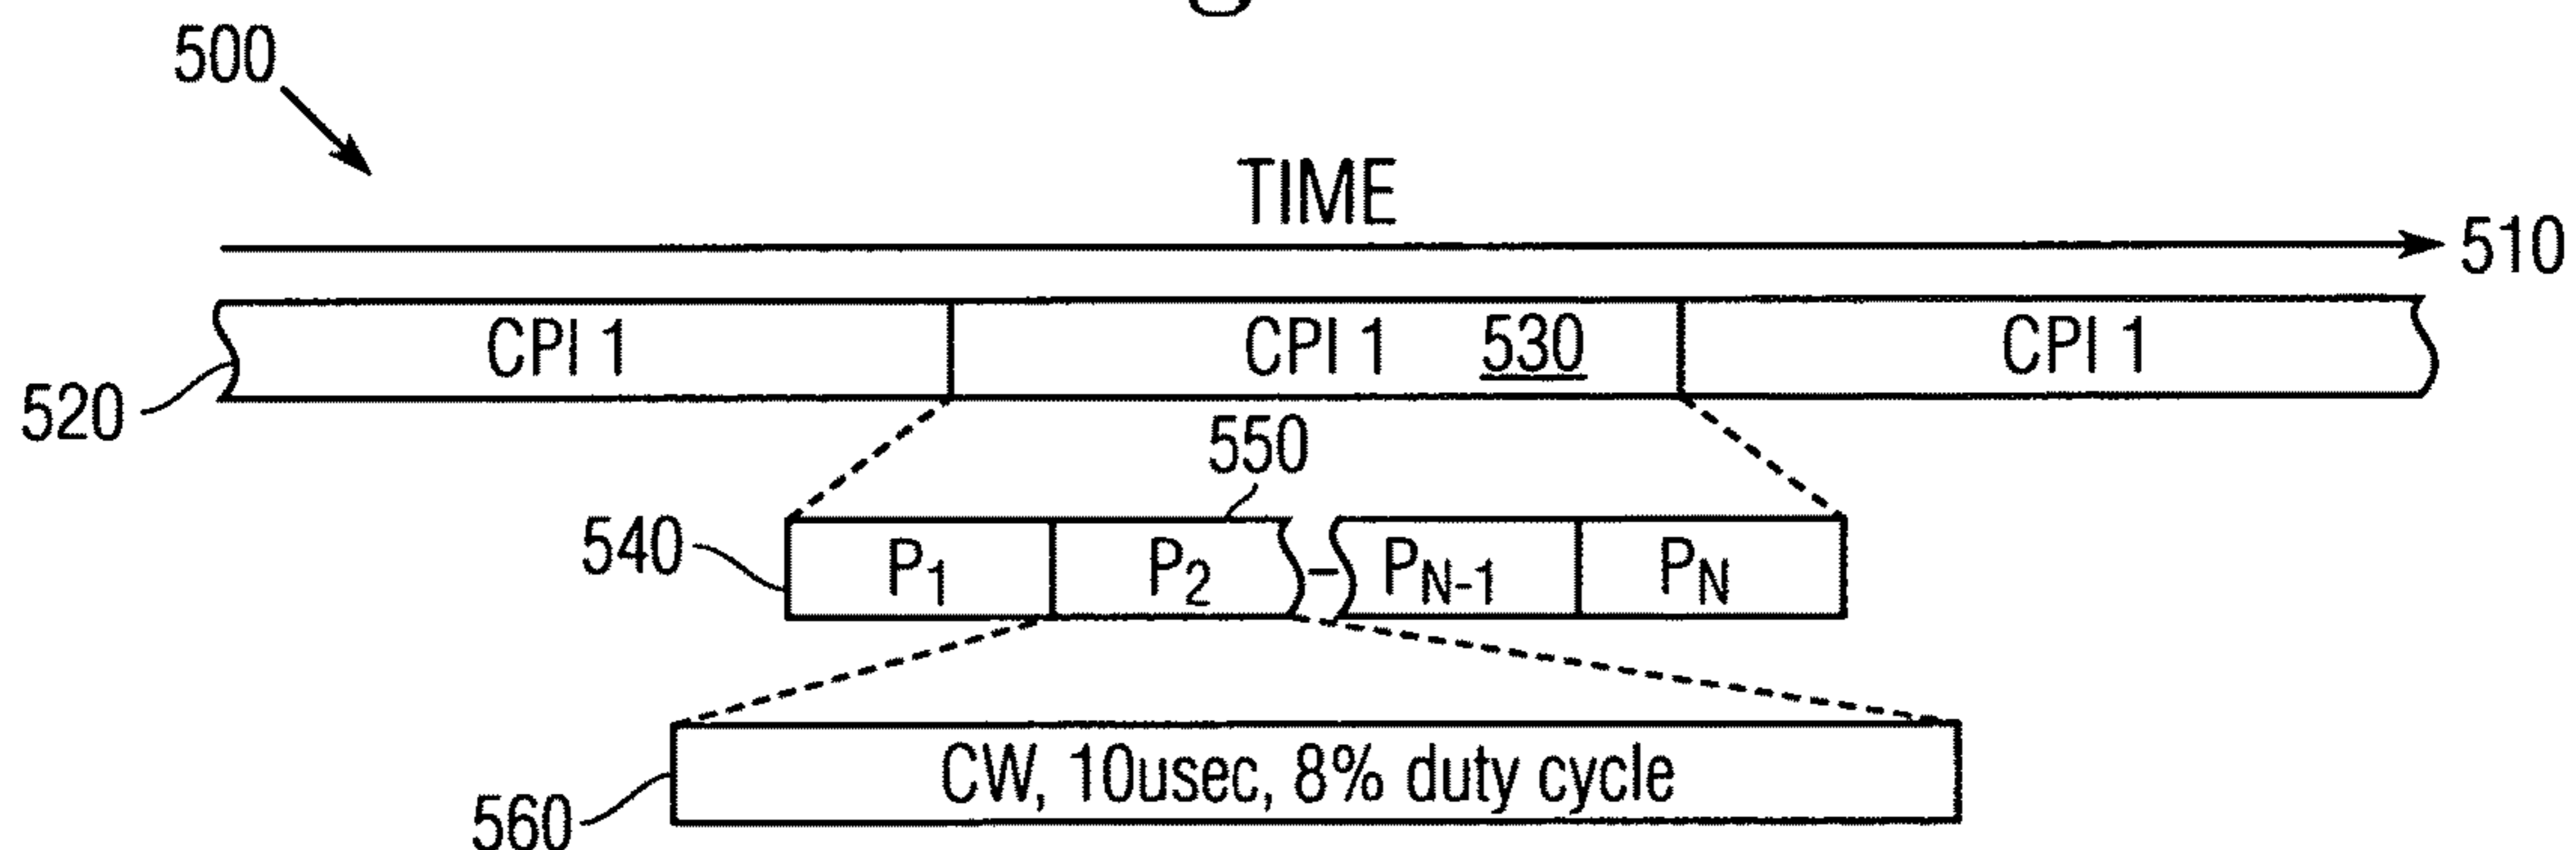 500
TIME
510
CPI 1 CPI 1 530 CPI 1
520
550
540 P1 P2 – PN-1 PN
CW, 10usec, 8% duty cycle
560